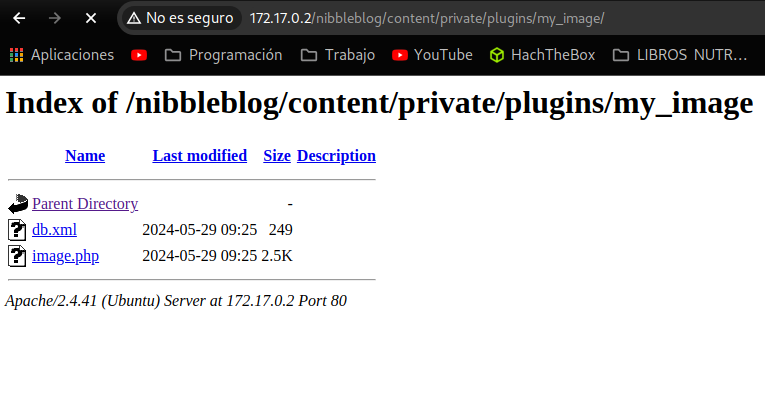 No es seguro 172.17.0.2/nibbleblog/content/private/plugins/my_image/
Aplicaciones Programación Trabajo YouTube HachTheBox LIBROS NUTR...
Index of /nibbleblog/content/private/plugins/my_image
Name Last modified Size Description
Parent Directory -
db.xml 2024-05-29 09:25 249
image.php 2024-05-29 09:25 2.5K
Apache/2.4.41 (Ubuntu) Server at 172.17.0.2 Port 80